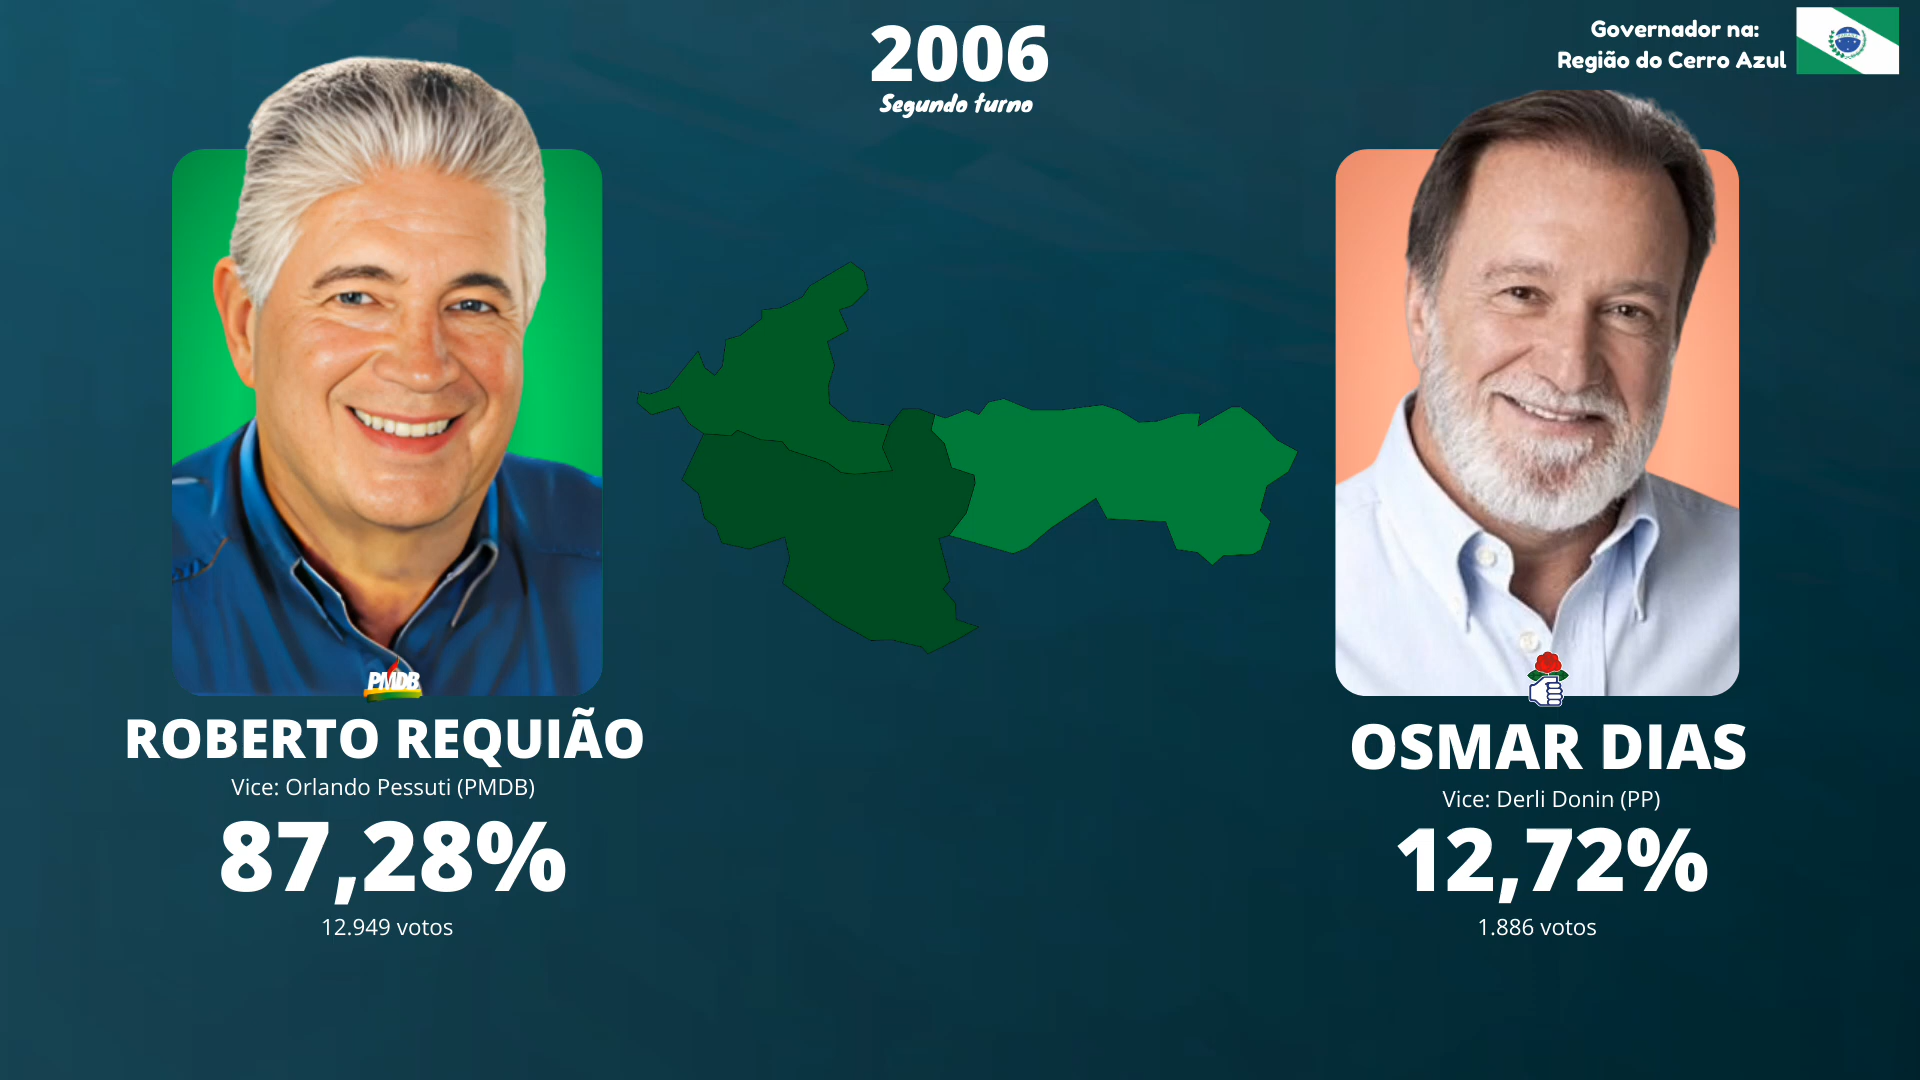 2006
Segundo turno
Governador na:
Região do Cerro Azul
PMDB
ROBERTO REQUIÃO
Vice: Orlando Pessuti (PMDB)
87,28%
12.949 votos
OSMAR DIAS
Vice: Derli Donin (PP)
12,72%
1.886 votos